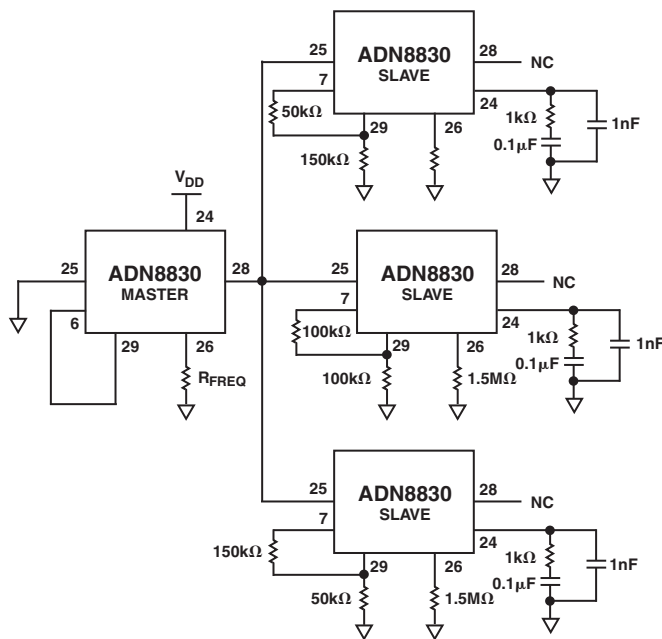 25
ADN8830
SLAVE
28
NC
7
24
50kΩ
29
26
1kΩ
0.1μF
1nF
150kΩ
VDD
24
25
ADN8830
MASTER
28
6
29
26
RFREQ
25
ADN8830
SLAVE
28
NC
7
24
100kΩ
29
26
1kΩ
0.1μF
1nF
100kΩ
1.5MΩ
25
ADN8830
SLAVE
28
NC
7
24
150kΩ
29
26
1kΩ
0.1μF
1nF
50kΩ
1.5MΩ